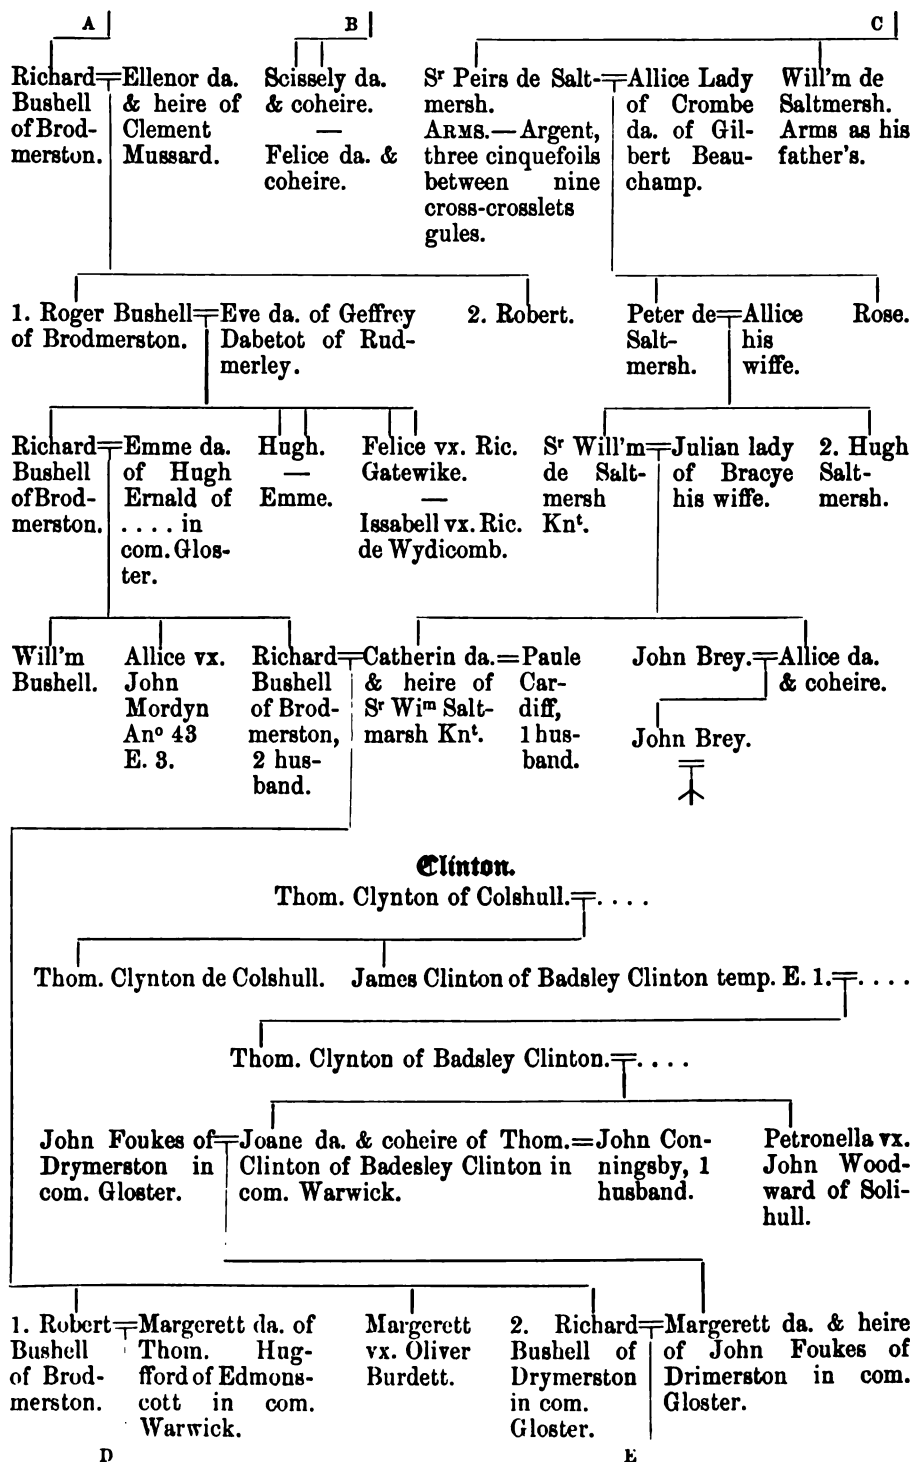 A B C
Richard Bushell of Brodmerston.
Ellenor da. & heire of Clement Mussard.
Scissely da. & coheire.
—
Felice da. & coheire.
Sʳ Peirs de Saltmersh.
ARMS.—Argent, three cinquefoils between nine cross-crosslets gules.
Allice Lady of Crombe da. of Gilbert Beauchamp.
Will'm de Saltmersh. Arms as his father's.
1. Roger Bushell of Brodmerston.
Eve da. of Geffrey Dabetot of Rudmerley.
2. Robert.
Peter de Saltmersh.
Allice his wiffe.
Rose.
Richard Bushell of Brodmerston.
Emme da. of Hugh Ernald of . . . . in com. Gloster.
Hugh.
—
Emme.
Felice vx. Ric. Gatewike.
—
Issabell vx. Ric. de Wydicomb.
Sʳ Will'm de Saltmersh Knᵗ.
Julian lady of Bracye his wiffe.
2. Hugh Saltmersh.
Will'm Bushell.
Allice vx. John Mordyn Anº 43 E. 3.
Richard Bushell of Brodmerston, 2 husband.
Catherin da. & heire of Sʳ Wiᵐ Saltmarsh Knᵗ.
Paule Cardiff, 1 husband.
John Brey.
Allice da. & coheire.
John Brey.
Clinton.
Thom. Clynton of Colshull. . . . .
Thom. Clynton de Colshull.
James Clinton of Badsley Clinton temp. E. 1. . . . .
Thom. Clynton of Badsley Clinton. . . . .
John Foukes of Drymerston in com. Gloster.
Joane da. & coheire of Thom. Clinton of Badesley Clinton in com. Warwick.
John Conningsby, 1 husband.
Petronella vx. John Woodward of Solihull.
1. Robert Bushell of Brodmerston.
Margerett da. of Thom. Hugfford of Edmonscott in com. Warwick.
Margerett vx. Oliver Burdett.
2. Richard Bushell of Drymerston in com. Gloster.
Margerett da. & heire of John Foukes of Drimerston in com. Gloster.
D E